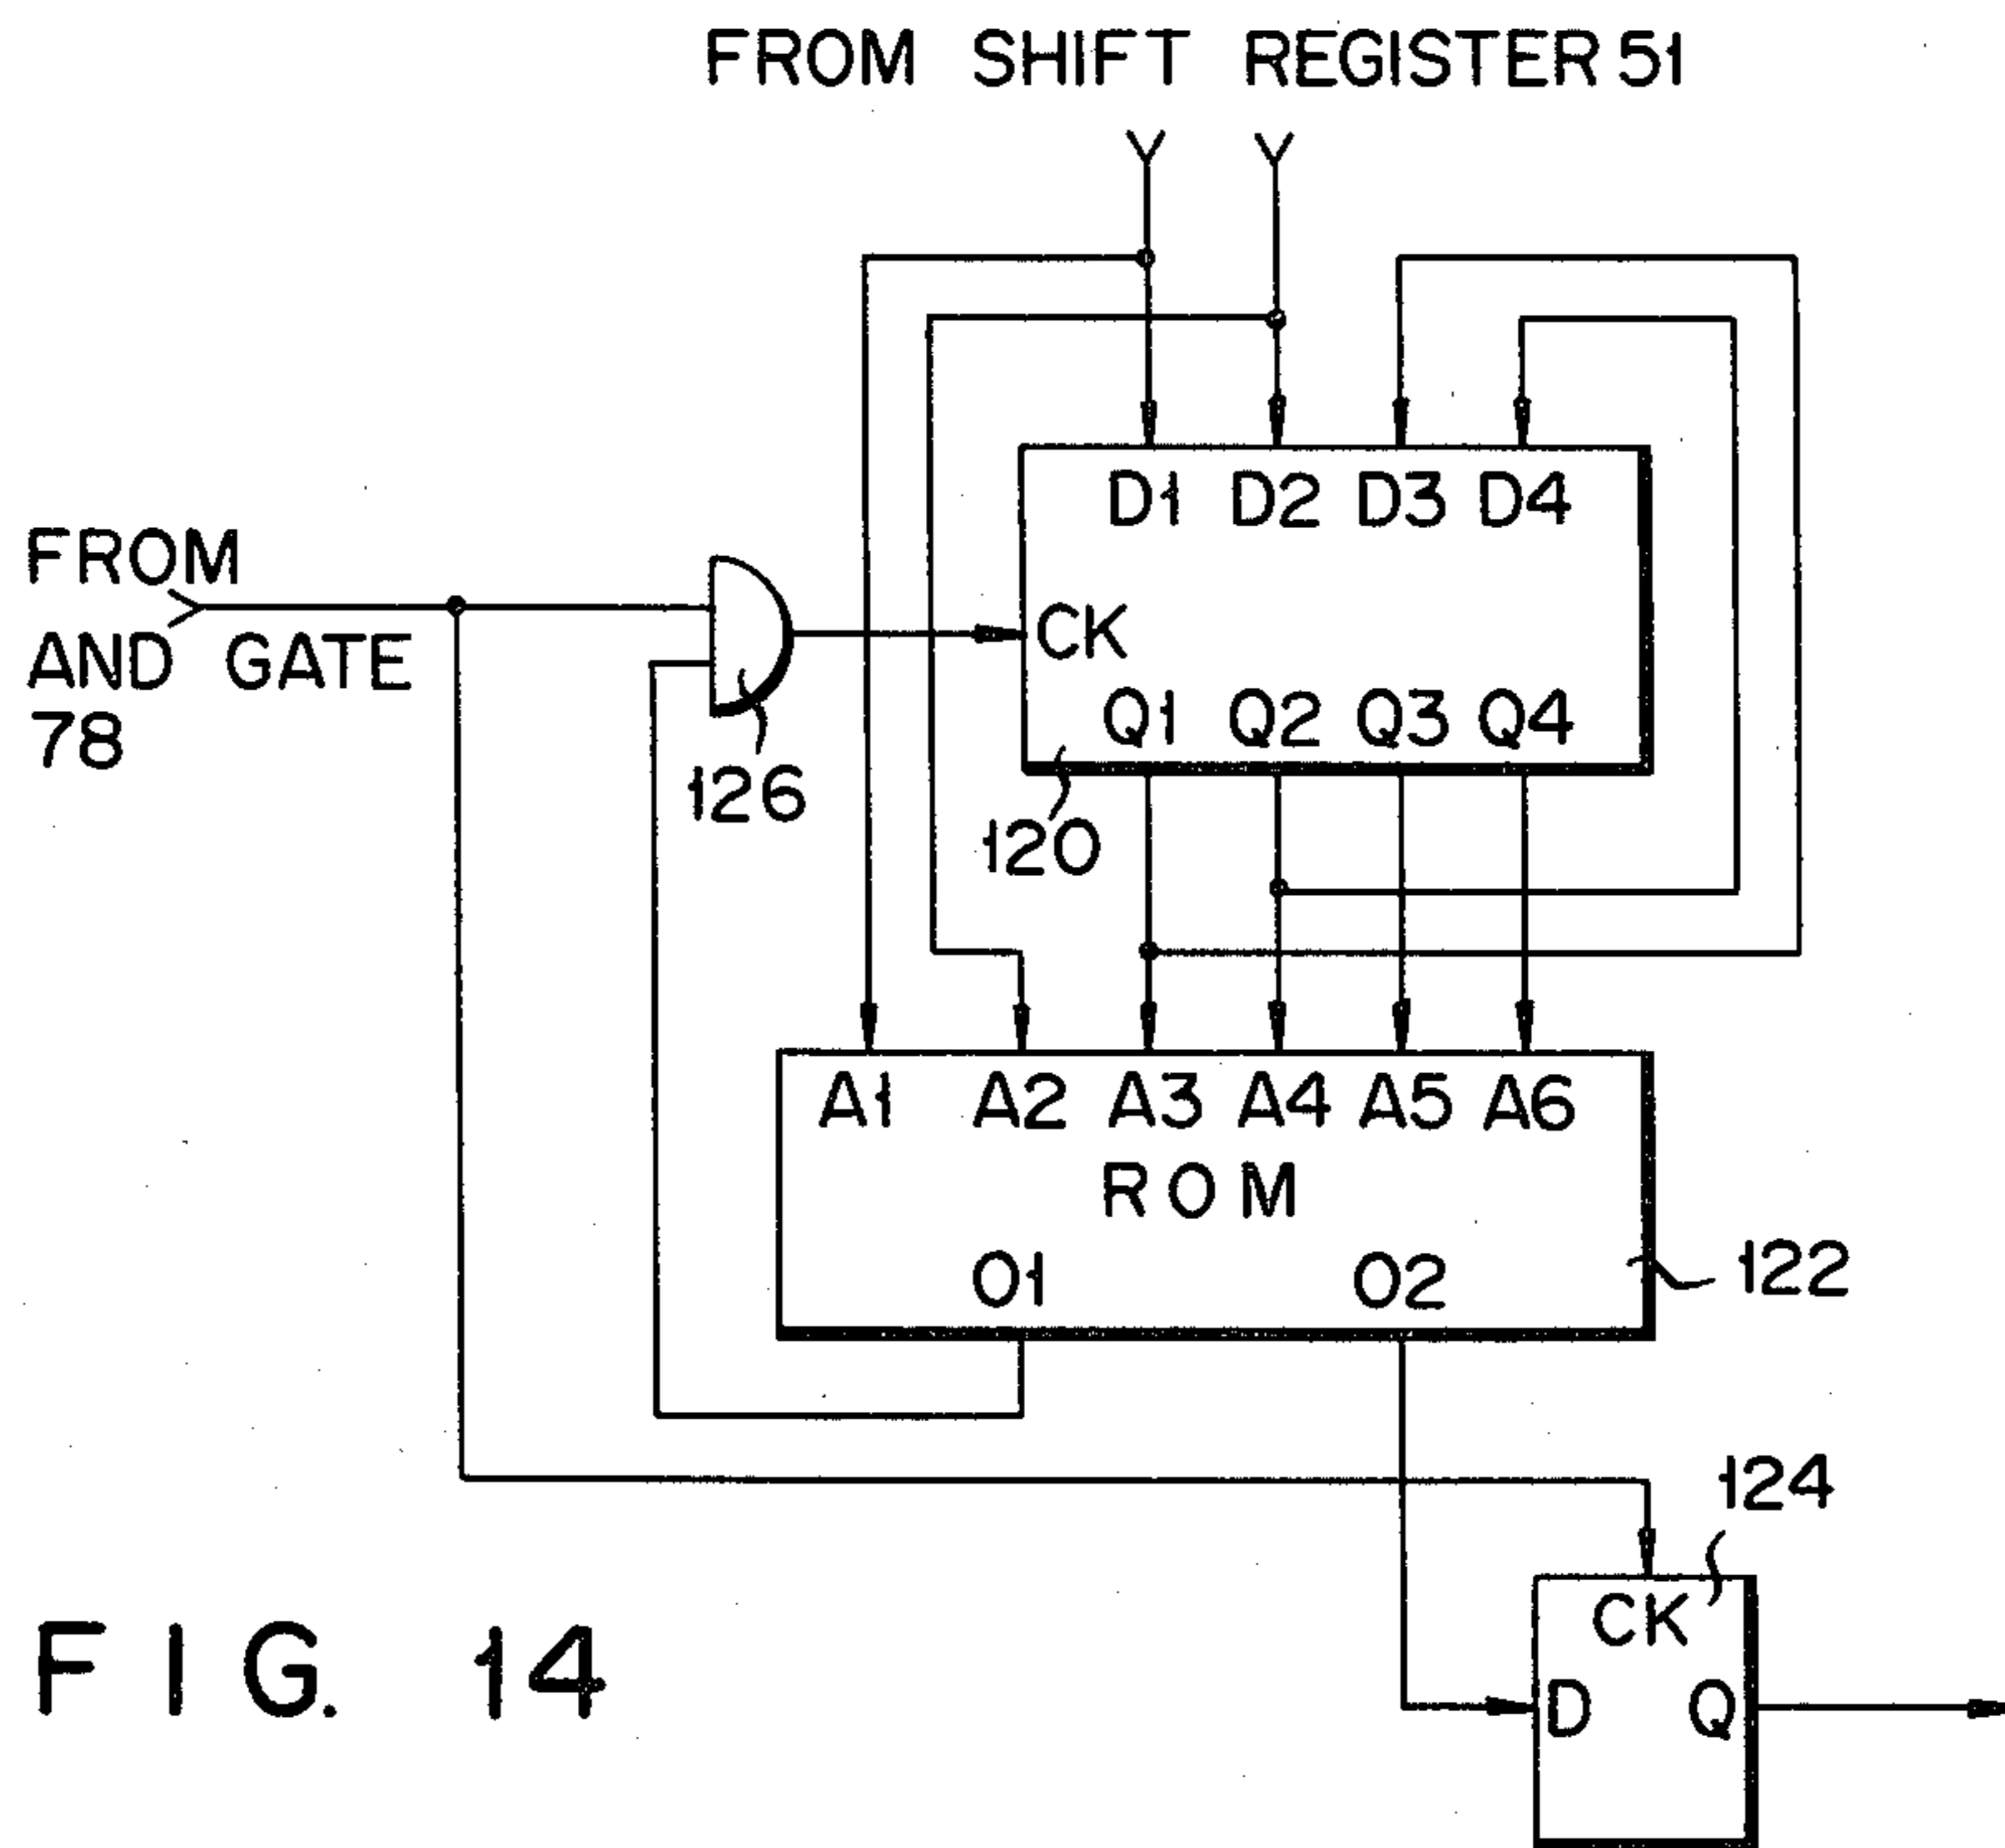 FROM SHIFT REGISTER 51
D1 D2 D3 D4
FROM
AND GATE
78
CK
Q1 Q2 Q3 Q4
126
120
A1 A2 A3 A4 A5 A6
ROM
O1 O2
122
124
CK
D Q
FIG. 14